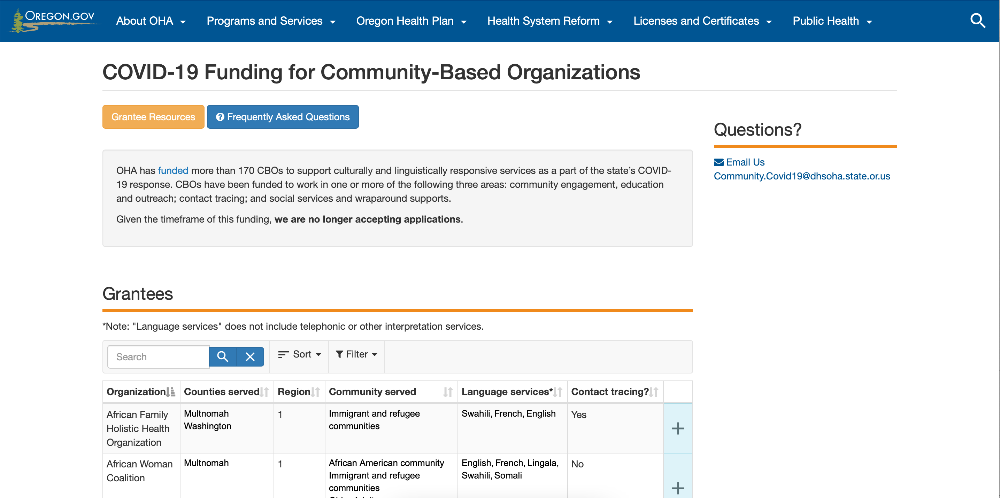 OREGON.GOV
About OHA
Programs and Services
Oregon Health Plan
Health System Reform
Licenses and Certificates
Public Health
COVID-19 Funding for Community-Based Organizations
Grantee Resources
Frequently Asked Questions
OHA has funded more than 170 CBOs to support culturally and linguistically responsive services as a part of the state’s COVID-
19 response. CBOs have been funded to work in one or more of the following three areas: community engagement, education
and outreach; contact tracing; and social services and wraparound supports.
Given the timeframe of this funding, we are no longer accepting applications.
Questions?
Email Us
Community.Covid19@dhsoha.state.or.us
Grantees
*Note: "Language services" does not include telephonic or other interpretation services.
Search
Sort
Filter
Organization
Counties served
Region
Community served
Language services*
Contact tracing?
African Family
Holistic Health
Organization
Multnomah
Washington
1
Immigrant and refugee
communities
Swahili, French, English
Yes
African Woman
Coalition
Multnomah
1
African American community
Immigrant and refugee
communities
English, French, Lingala,
Swahili, Somali
No